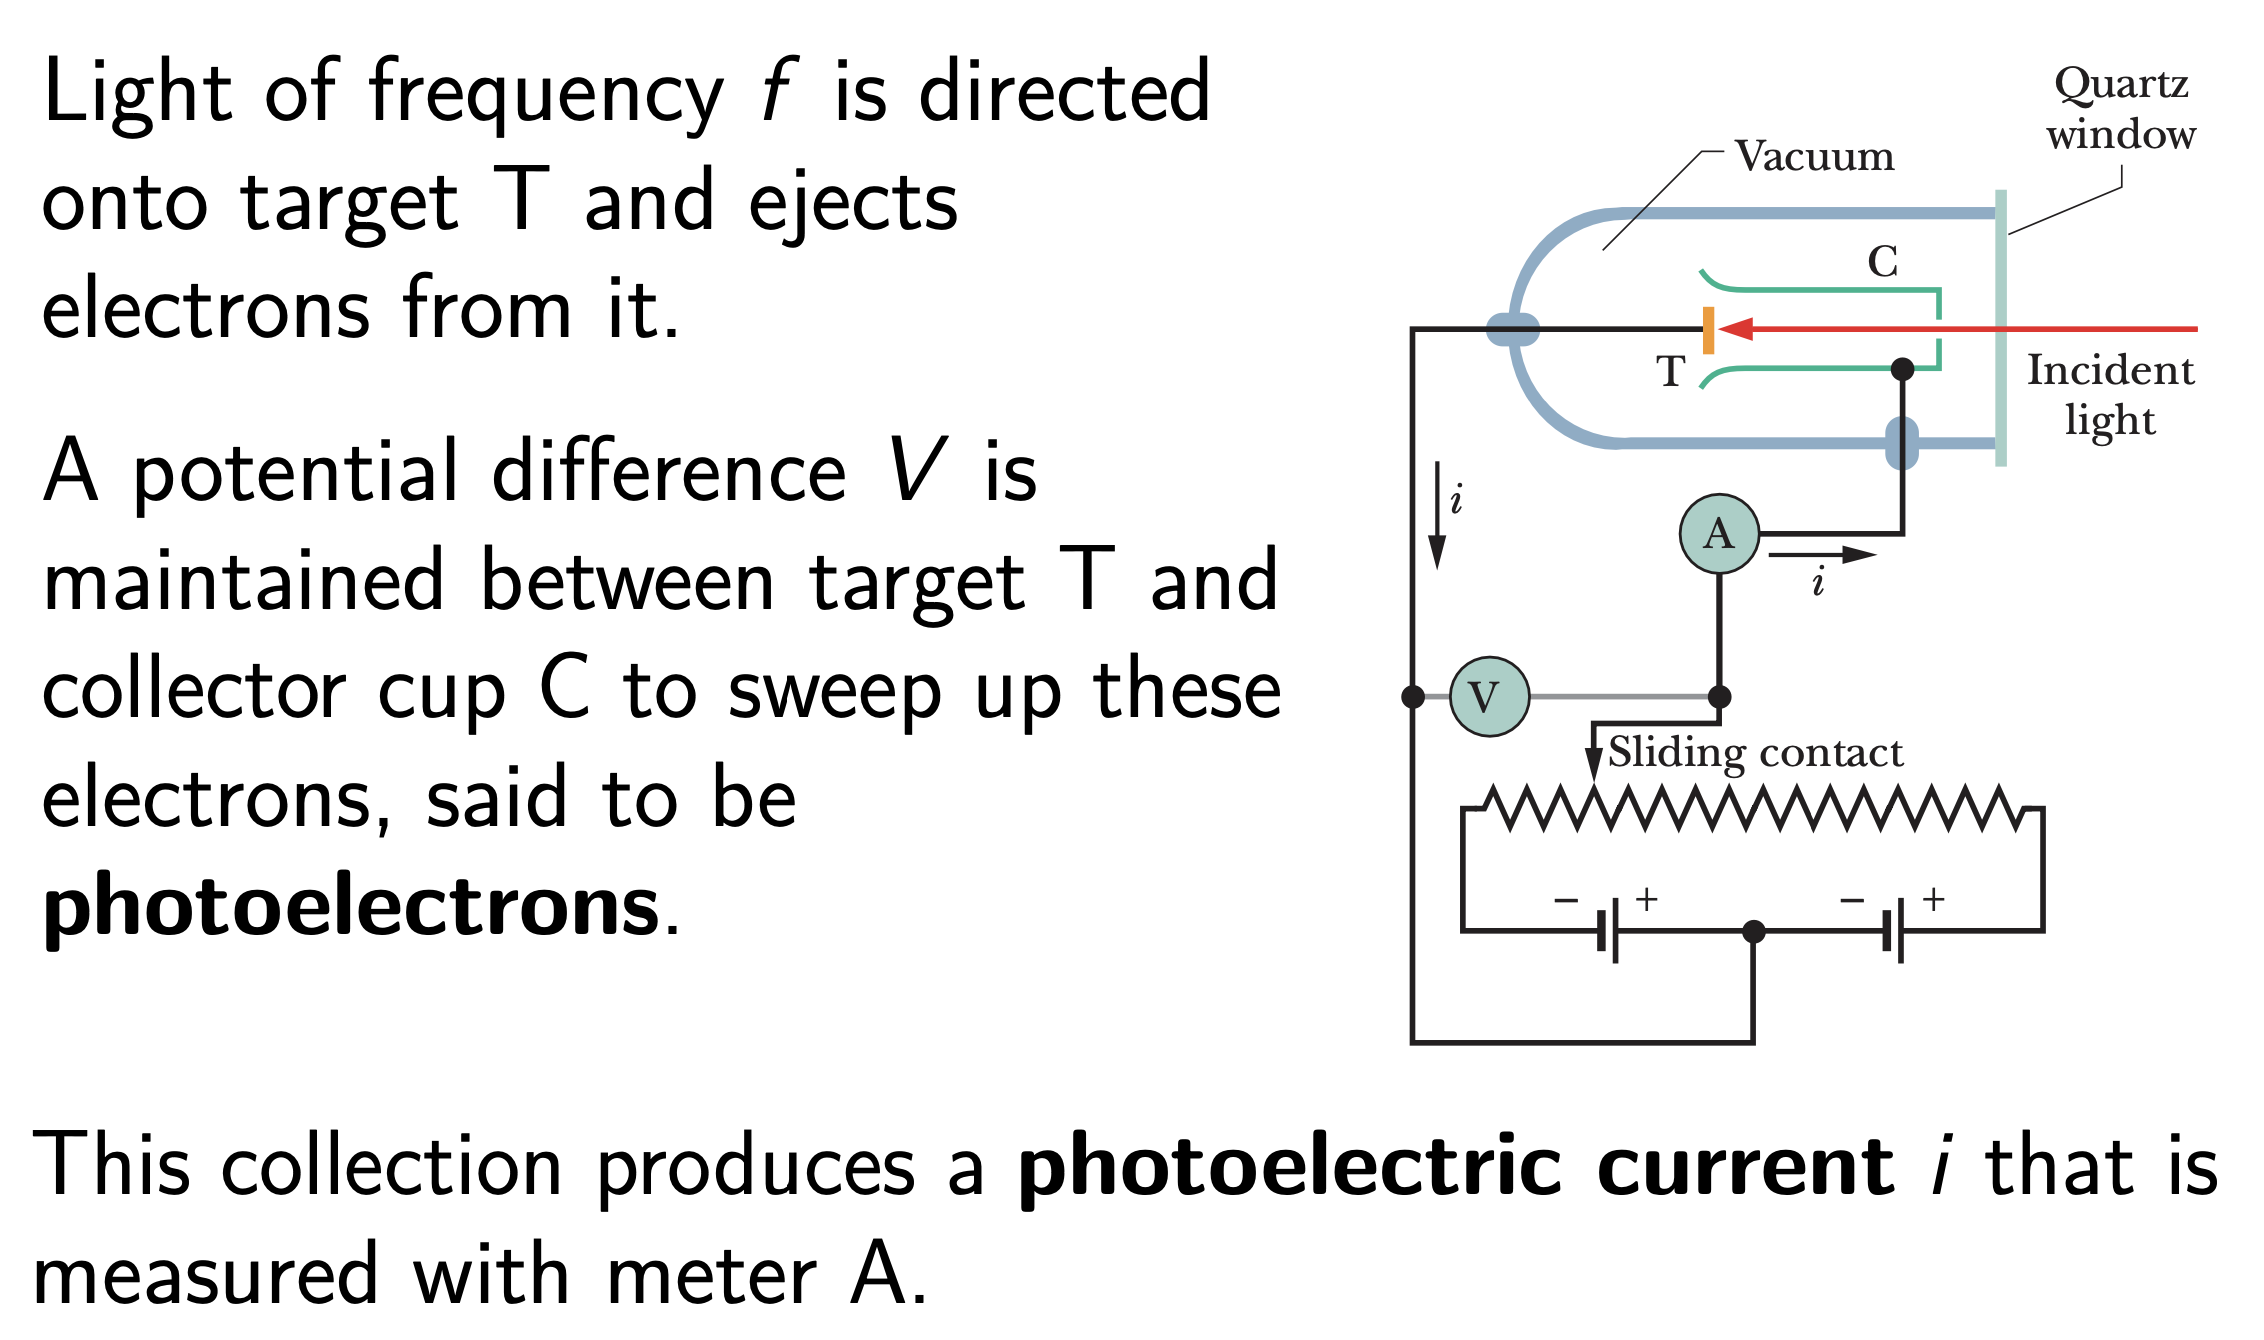 Light of frequency f is directed
onto target T and ejects
electrons from it.
A potential difference V is
maintained between target T and
collector cup C to sweep up these
electrons, said to be
photoelectrons.
Quartz
window
Vacuum
C
T
Incident
light
i
A
i
V
Sliding contact
− + − +
This collection produces a photoelectric current i that is
measured with meter A.